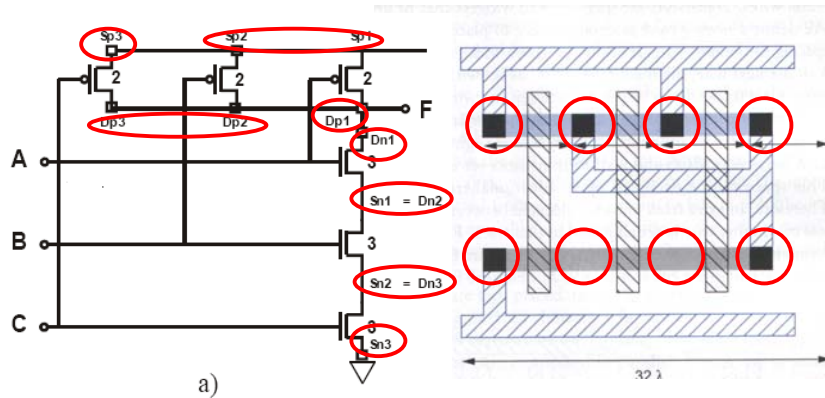 Sp3 Sp2 Sp1
2 2 2
F
Dp3 Dp2 Dp1
Dn1
A 3
Sn1 = Dn2
B 3
Sn2 = Dn3
C 3
Sn3
a)
32 λ